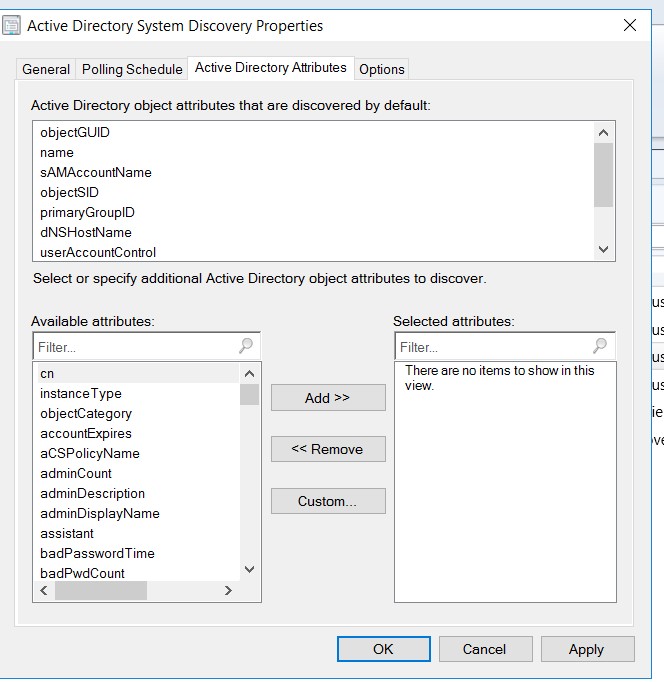 Active Directory System Discovery Properties
General
Polling Schedule
Active Directory Attributes
Options
Active Directory object attributes that are discovered by default:
objectGUID
name
sAMAccountName
objectSID
primaryGroupID
dNSHostName
userAccountControl
Select or specify additional Active Directory object attributes to discover.
Available attributes:
Filter...
cn
instanceType
objectCategory
accountExpires
aCSPolicyName
adminCount
adminDescription
adminDisplayName
assistant
badPasswordTime
badPwdCount
Add >>
<< Remove
Custom...
Selected attributes:
Filter...
There are no items to show in this
view.
OK
Cancel
Apply
us
us
us
us
ie
ove